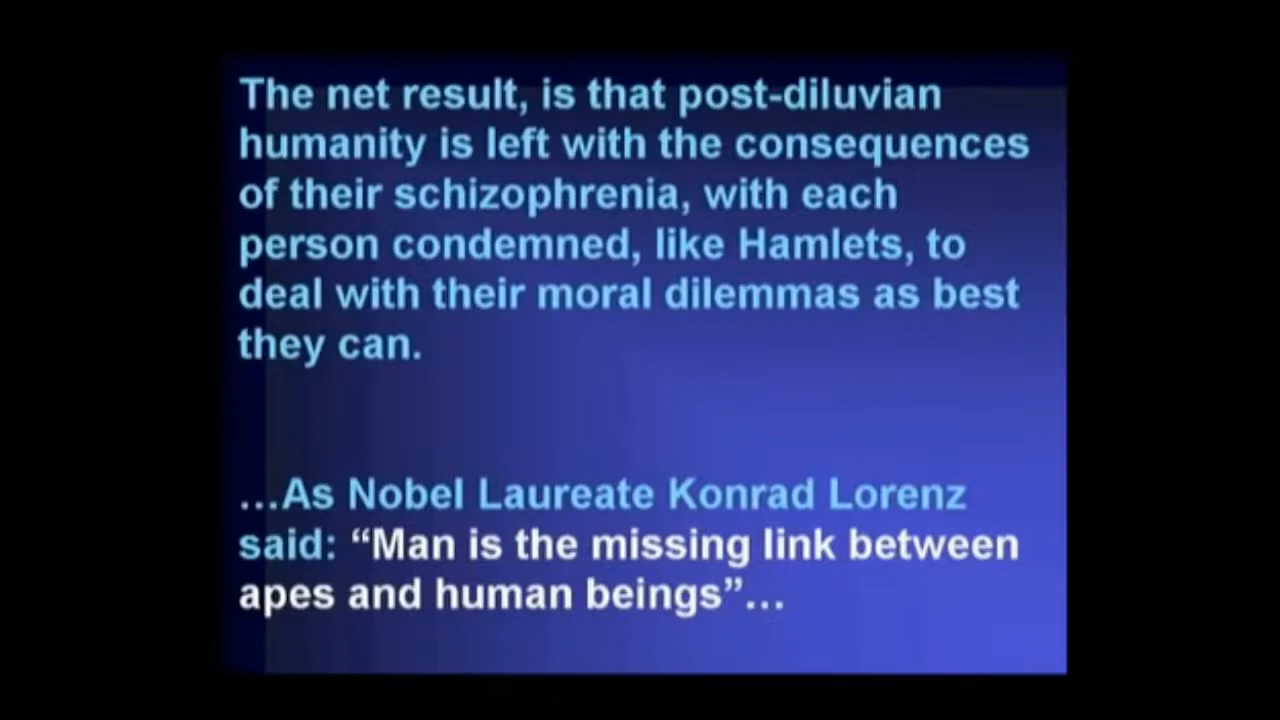 The net result, is that post-diluvian
humanity is left with the consequences
of their schizophrenia, with each
person condemned, like Hamlets, to
deal with their moral dilemmas as best
they can.
…As Nobel Laureate Konrad Lorenz
said: “Man is the missing link between
apes and human beings”…